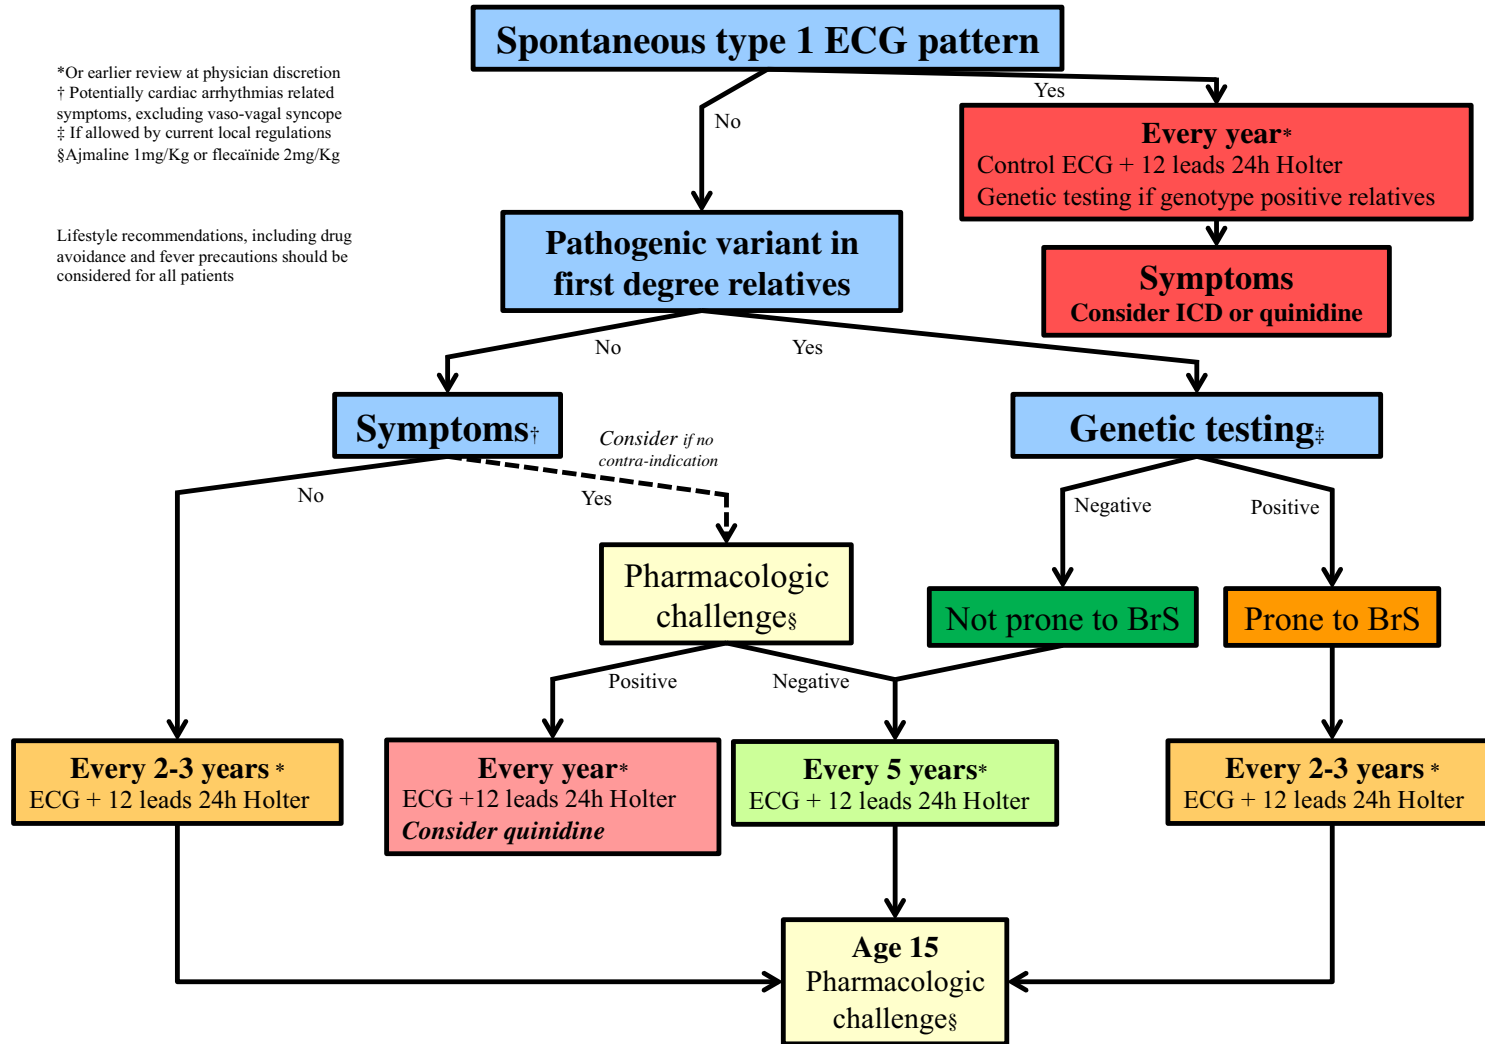 Spontaneous type 1 ECG pattern
*Or earlier review at physician discretion
† Potentially cardiac arrhythmias related
symptoms, excluding vaso-vagal syncope
‡ If allowed by current local regulations
§Ajmaline 1mg/Kg or flecaïnide 2mg/Kg
Lifestyle recommendations, including drug
avoidance and fever precautions should be
considered for all patients
No
Yes
Every year*
Control ECG + 12 leads 24h Holter
Genetic testing if genotype positive relatives
Symptoms
Consider ICD or quinidine
Pathogenic variant in
first degree relatives
No
Yes
Symptoms†
Consider if no
contra-indication
Genetic testing‡
No
Yes
Negative
Positive
Pharmacologic
challenge§
Not prone to BrS
Prone to BrS
Positive
Negative
Every 2-3 years *
ECG + 12 leads 24h Holter
Every year*
ECG +12 leads 24h Holter
Consider quinidine
Every 5 years*
ECG + 12 leads 24h Holter
Every 2-3 years *
ECG + 12 leads 24h Holter
Age 15
Pharmacologic
challenge§